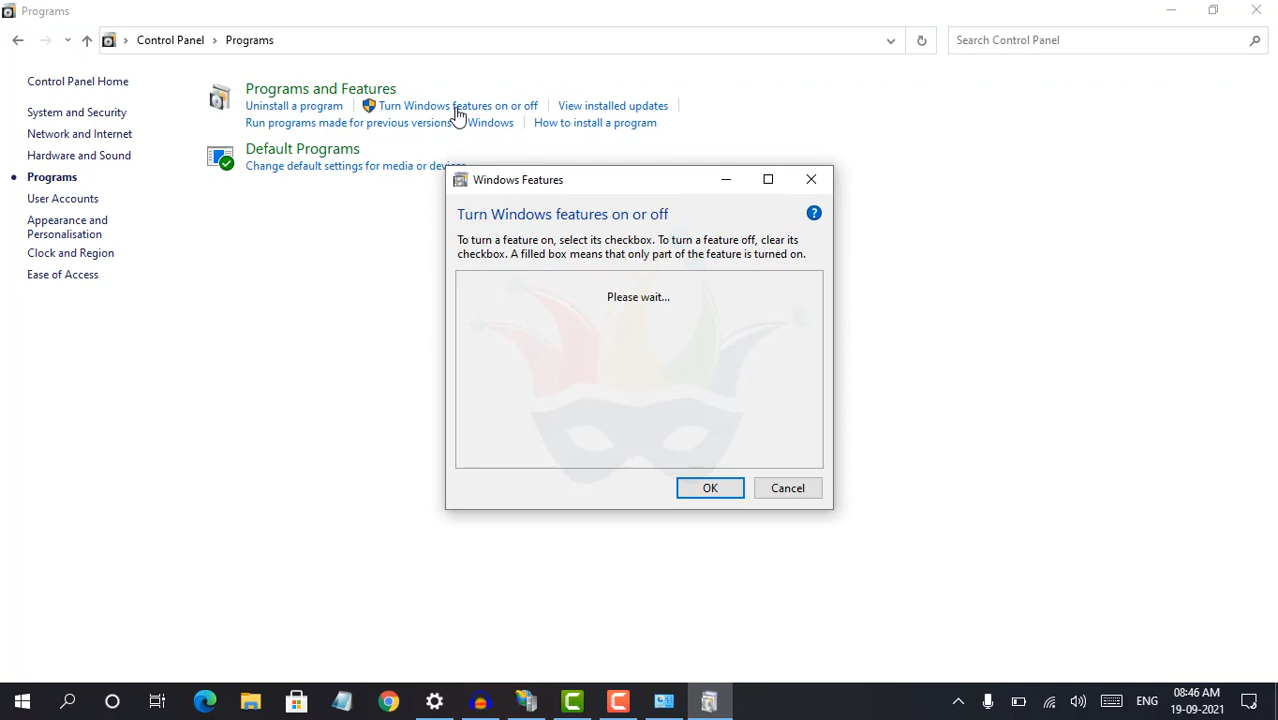 Programs
Control Panel > Programs
Search Control Panel
Control Panel Home
System and Security
Network and Internet
Hardware and Sound
Programs
User Accounts
Appearance and
Personalisation
Clock and Region
Ease of Access
Programs and Features
Uninstall a program
Turn Windows features on or off
View installed updates
Run programs made for previous versions Windows
How to install a program
Default Programs
Change default settings for media or devices
Windows Features
Turn Windows features on or off
To turn a feature on, select its checkbox. To turn a feature off, clear its
checkbox. A filled box means that only part of the feature is turned on.
Please wait...
OK
Cancel
ENG
08:46 AM
19-09-2021